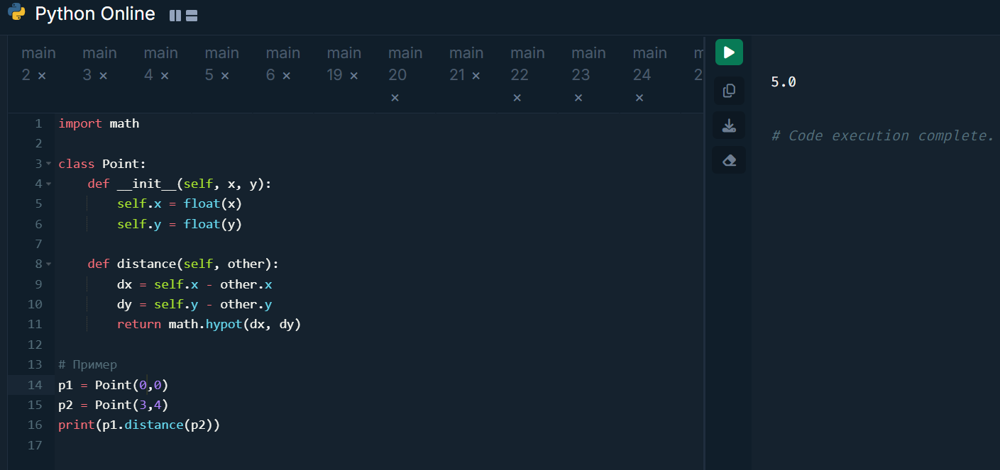 Python Online
main main main main main main main main main main main m
2 × 3 × 4 × 5 × 6 × 19 × 20 × 21 × 22 × 23 × 24 × 2
1 import math
2
3 class Point:
4     def __init__(self, x, y):
5         self.x = float(x)
6         self.y = float(y)
7
8     def distance(self, other):
9         dx = self.x - other.x
10         dy = self.y - other.y
11         return math.hypot(dx, dy)
12
13 # Пример
14 p1 = Point(0,0)
15 p2 = Point(3,4)
16 print(p1.distance(p2))
17
5.0
# Code execution complete.